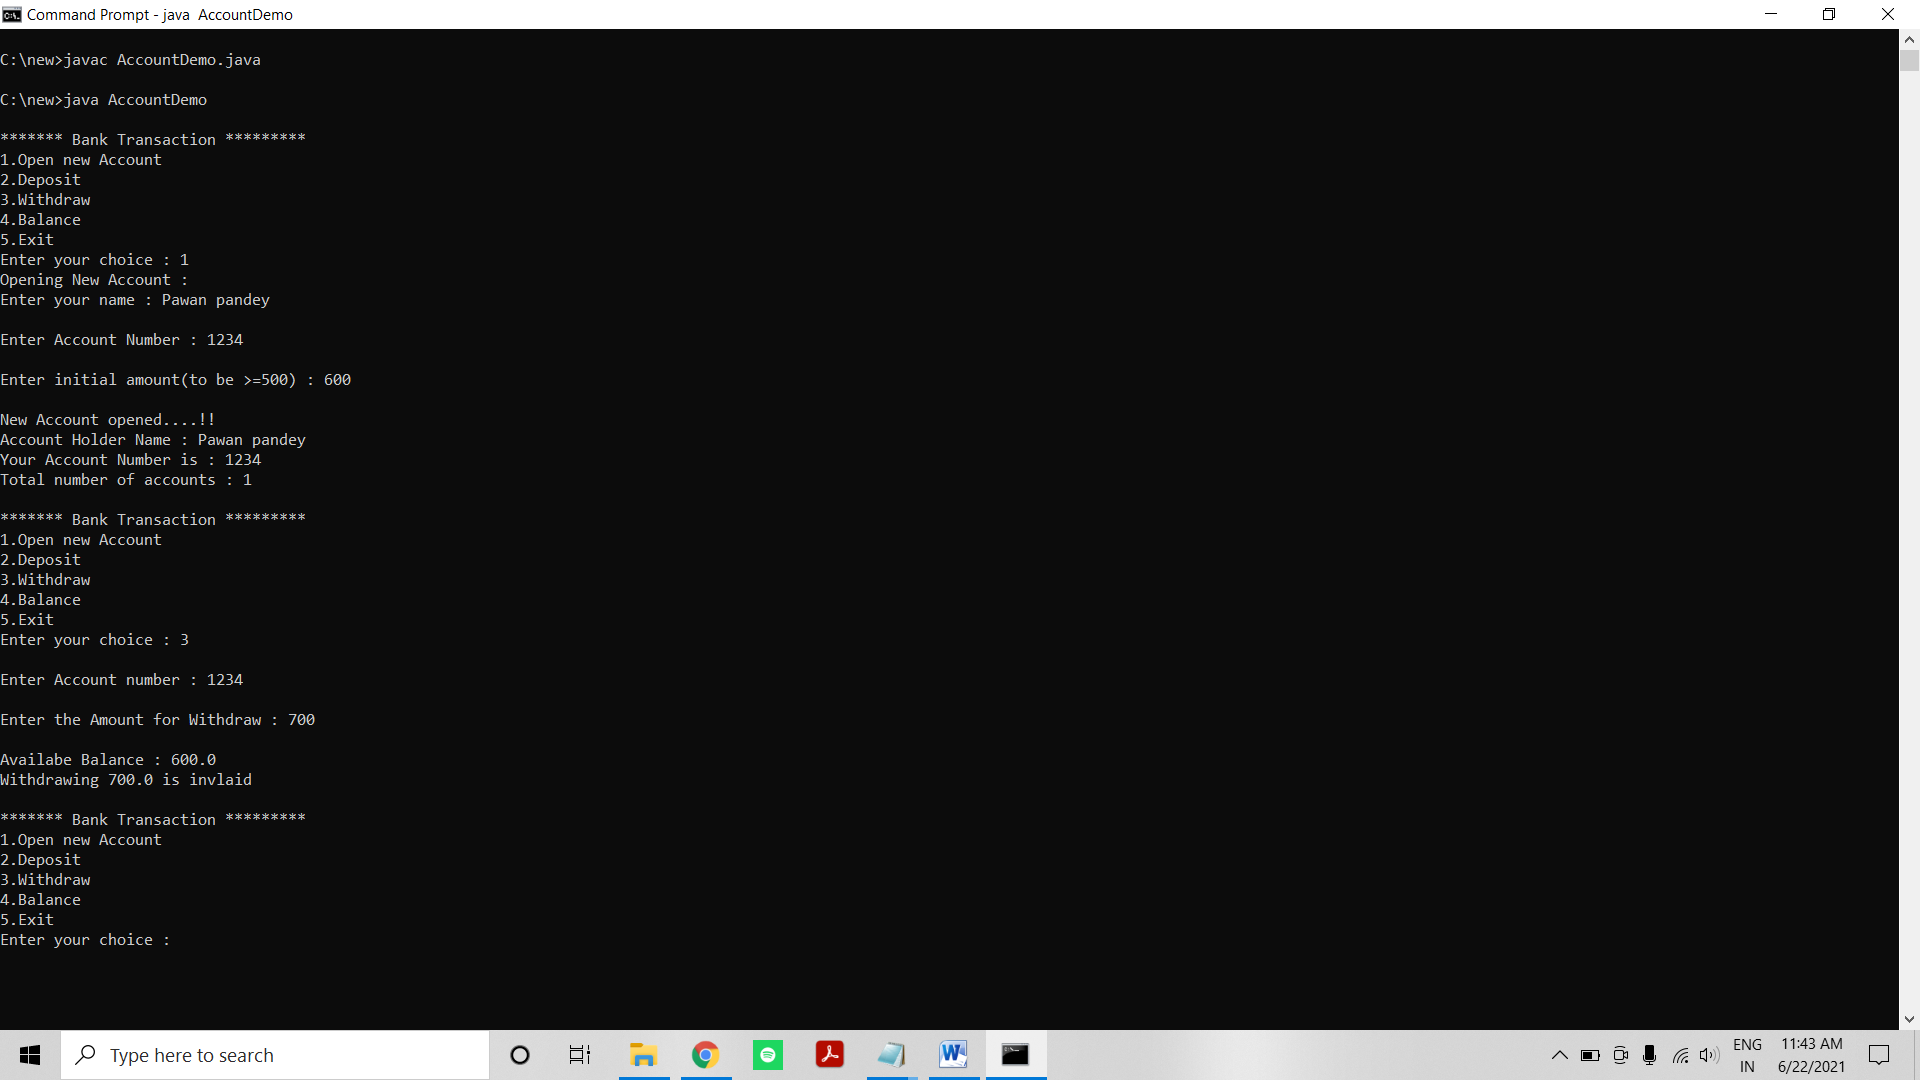 Command Prompt - java  AccountDemo
C:\new>javac AccountDemo.java
C:\new>java AccountDemo
******* Bank Transaction *********
1.Open new Account
2.Deposit
3.Withdraw
4.Balance
5.Exit
Enter your choice : 1
Opening New Account :
Enter your name : Pawan pandey
Enter Account Number : 1234
Enter initial amount(to be >=500) : 600
New Account opened....!!
Account Holder Name : Pawan pandey
Your Account Number is : 1234
Total number of accounts : 1
******* Bank Transaction *********
1.Open new Account
2.Deposit
3.Withdraw
4.Balance
5.Exit
Enter your choice : 3
Enter Account number : 1234
Enter the Amount for Withdraw : 700
Availabe Balance : 600.0
Withdrawing 700.0 is invlaid
******* Bank Transaction *********
1.Open new Account
2.Deposit
3.Withdraw
4.Balance
5.Exit
Enter your choice :
Type here to search
ENG
IN
11:43 AM
6/22/2021